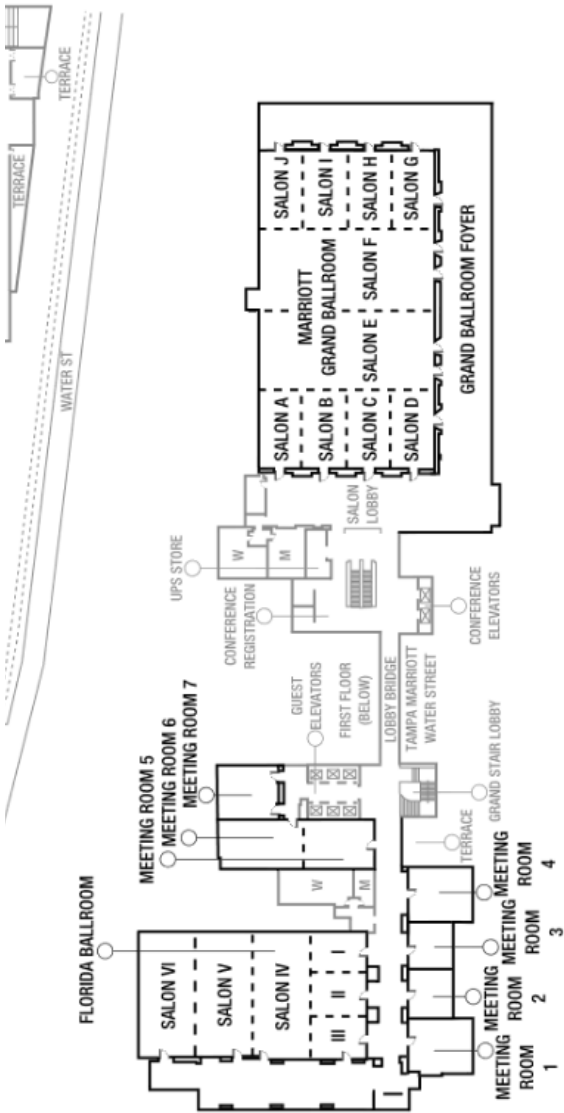 TERRACE
TERRACE
WATER ST
SALON J
SALON I
SALON H
SALON G
MARRIOTT
GRAND BALLROOM
SALON F
SALON E
SALON A
SALON B
SALON C
SALON D
GRAND BALLROOM FOYER
UPS STORE
W
M
SALON
LOBBY
CONFERENCE
REGISTRATION
CONFERENCE
ELEVATORS
GUEST
ELEVATORS
FIRST FLOOR
(BELOW)
LOBBY BRIDGE
TAMPA MARRIOTT
WATER STREET
GRAND STAIR LOBBY
MEETING ROOM 5
MEETING ROOM 6
MEETING ROOM 7
W
M
TERRACE
FLORIDA BALLROOM
SALON VI
SALON V
SALON IV
I
II
III
MEETING
ROOM
4
MEETING
ROOM
3
MEETING
ROOM
2
MEETING
ROOM
1